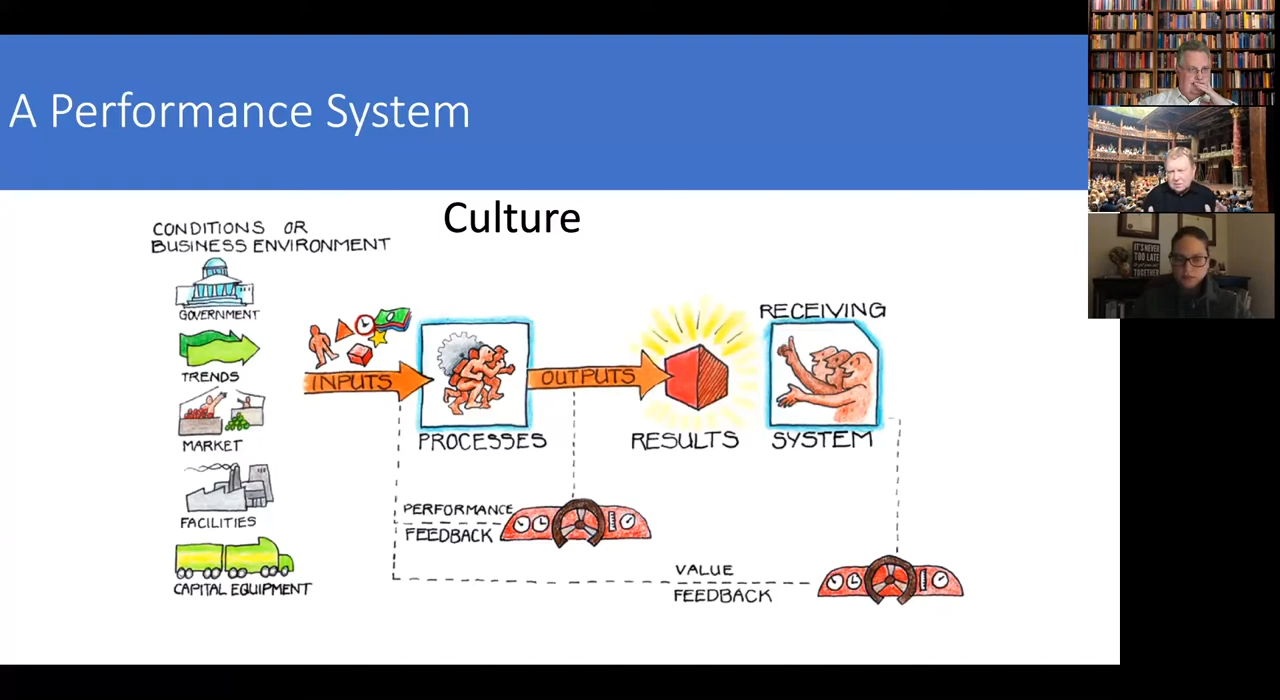 A Performance System
Culture
CONDITIONS OR
BUSINESS ENVIRONMENT
GOVERNMENT
TRENDS
MARKET
FACILITIES
CAPITAL EQUIPMENT
INPUTS
PROCESSES
OUTPUTS
RESULTS
RECEIVING
SYSTEM
PERFORMANCE
FEEDBACK
VALUE
FEEDBACK
IT'S NEVER
TOO LATE
TOGETHER